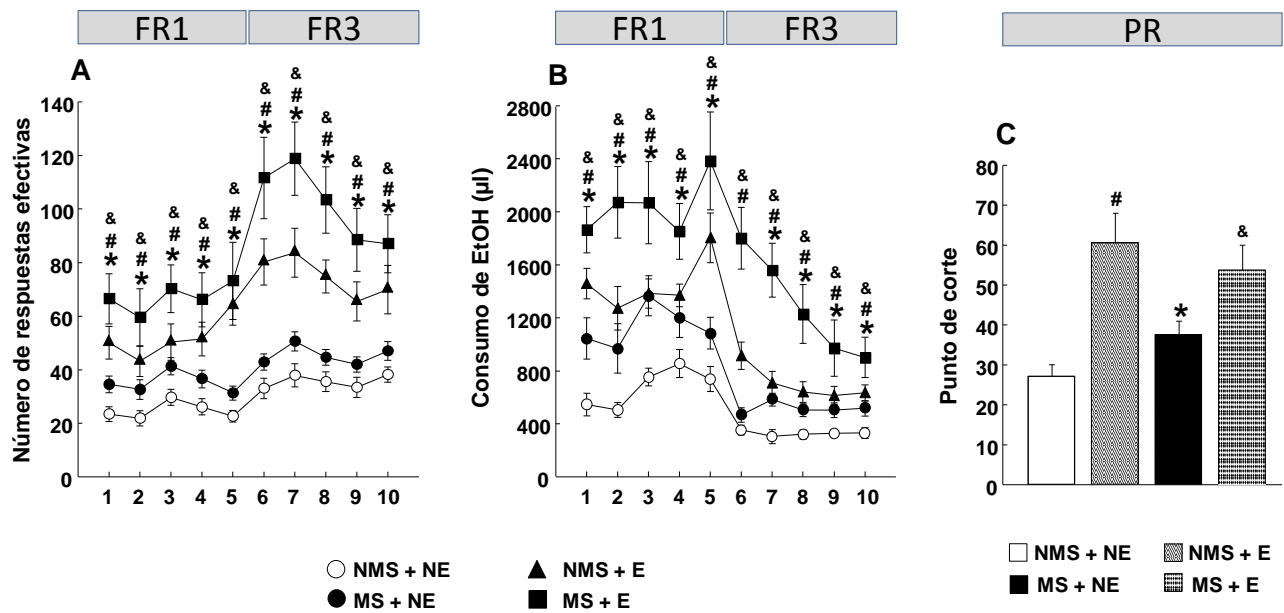 FR1 FR3
A
Número de respuestas efectivas
140
120
100
80
60
40
20
0
& & & & & & & & & &
# # # # # # # # # #
* * * * * * * * * *
1 2 3 4 5 6 7 8 9 10
FR1 FR3
B
Consumo de EtOH (µl)
2800
2400
2000
1600
1200
800
400
0
& & & & & & & & & &
# # # # # # # # # #
* * * * * * * * *
1 2 3 4 5 6 7 8 9 10
NMS + NE NMS + E
MS + NE MS + E
PR
C
Punto de corte
80
70
60
50
40
30
20
10
0
# * &
NMS + NE NMS + E
MS + NE MS + E